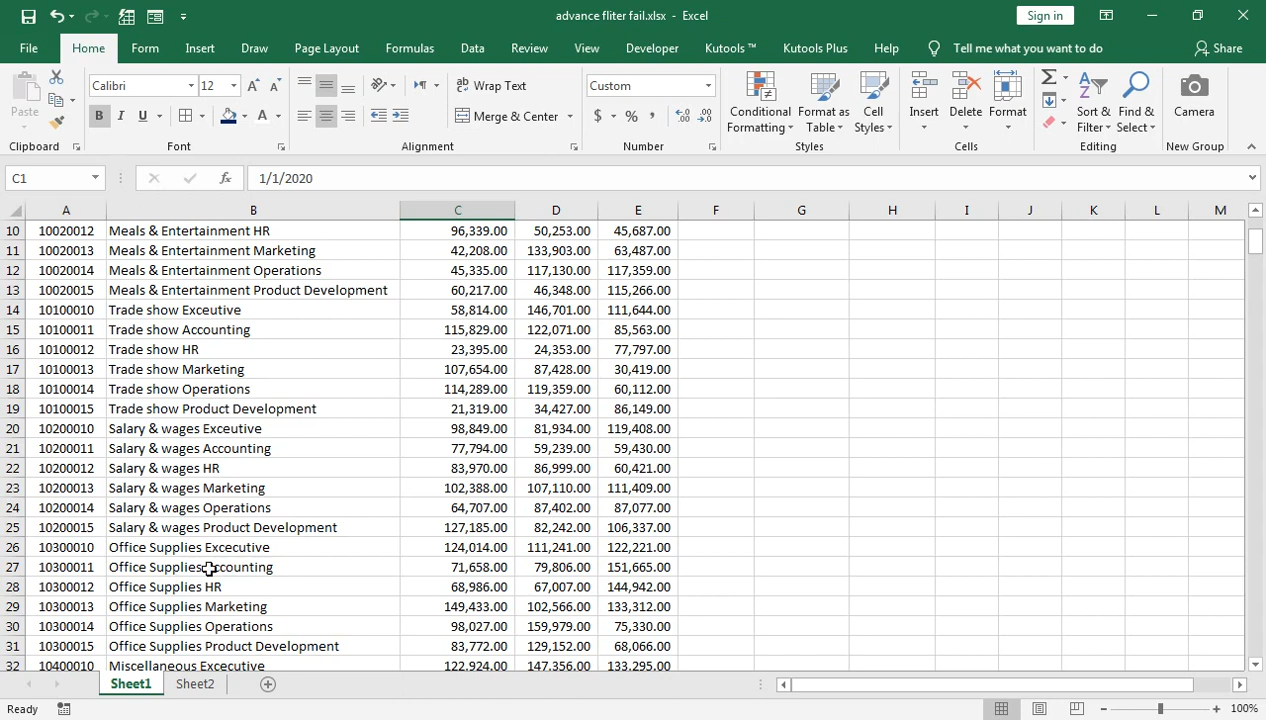 advance fliter fail.xlsx - Excel
Sign in
File Home Form Insert Draw Page Layout Formulas Data Review View Developer Kutools ™ Kutools Plus Help Tell me what you want to do Share
Paste
Calibri 12
B I U
Clipboard
Font
Wrap Text
Merge & Center
Alignment
Custom
$ % ,
Number
Conditional Formatting
Format as Table
Cell Styles
Styles
Insert Delete Format
Cells
Sort & Filter
Find & Select
Editing
Camera
New Group
C1 fx 1/1/2020
A B C D E F G H I J K L M
10 10020012 Meals & Entertainment HR 96,339.00 50,253.00 45,687.00
11 10020013 Meals & Entertainment Marketing 42,208.00 133,903.00 63,487.00
12 10020014 Meals & Entertainment Operations 45,335.00 117,130.00 117,359.00
13 10020015 Meals & Entertainment Product Development 60,217.00 46,348.00 115,266.00
14 10100010 Trade show Exceutive 58,814.00 146,701.00 111,644.00
15 10100011 Trade show Accounting 115,829.00 122,071.00 85,563.00
16 10100012 Trade show HR 23,395.00 24,353.00 77,797.00
17 10100013 Trade show Marketing 107,654.00 87,428.00 30,419.00
18 10100014 Trade show Operations 114,289.00 119,359.00 60,112.00
19 10100015 Trade show Product Development 21,319.00 34,427.00 86,149.00
20 10200010 Salary & wages Exceutive 98,849.00 81,934.00 119,408.00
21 10200011 Salary & wages Accounting 77,794.00 59,239.00 59,430.00
22 10200012 Salary & wages HR 83,970.00 86,999.00 60,421.00
23 10200013 Salary & wages Marketing 102,388.00 107,110.00 111,409.00
24 10200014 Salary & wages Operations 64,707.00 87,402.00 87,077.00
25 10200015 Salary & wages Product Development 127,185.00 82,242.00 106,337.00
26 10300010 Office Supplies Excecutive 124,014.00 111,241.00 122,221.00
27 10300011 Office Supplies Accounting 71,658.00 79,806.00 151,665.00
28 10300012 Office Supplies HR 68,986.00 67,007.00 144,942.00
29 10300013 Office Supplies Marketing 149,433.00 102,566.00 133,312.00
30 10300014 Office Supplies Operations 98,027.00 159,979.00 75,330.00
31 10300015 Office Supplies Product Development 83,772.00 129,152.00 68,066.00
32 10400010 Miscellaneous Excecutive 122,924.00 147,356.00 133,295.00
Sheet1 Sheet2
Ready 100%